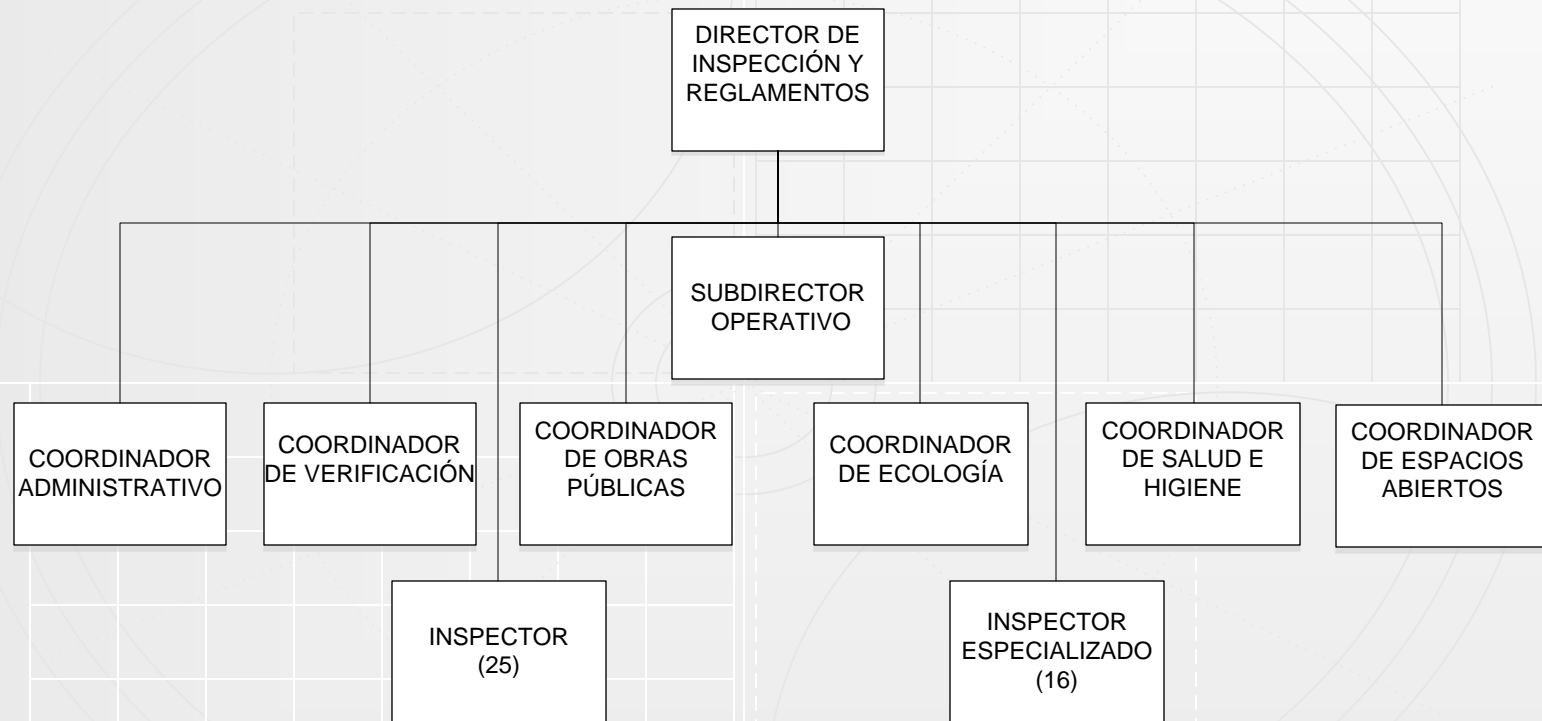 DIRECTOR DE
INSPECCIÓN Y
REGLAMENTOS
SUBDIRECTOR
OPERATIVO
COORDINADOR
ADMINISTRATIVO
COORDINADOR
DE VERIFICACIÓN
COORDINADOR
DE OBRAS
PÚBLICAS
COORDINADOR
DE ECOLOGÍA
COORDINADOR
DE SALUD E
HIGIENE
COORDINADOR
DE ESPACIOS
ABIERTOS
INSPECTOR
(25)
INSPECTOR
ESPECIALIZADO
(16)